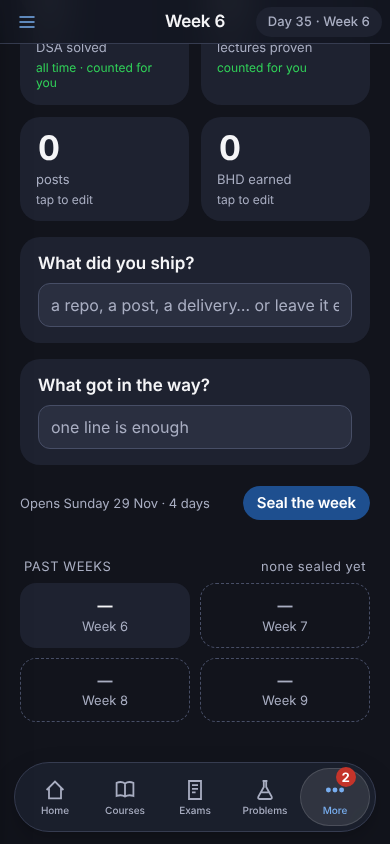 Week 6
Day 35 · Week 6
DSA solved
all time · counted for
you
lectures proven
counted for you
0
posts
tap to edit
0
BHD earned
tap to edit
What did you ship?
a repo, a post, a delivery... or leave it e
What got in the way?
one line is enough
Opens Sunday 29 Nov · 4 days
Seal the week
PAST WEEKS
none sealed yet
—
Week 6
—
Week 7
—
Week 8
—
Week 9
Home
Courses
Exams
Problems
2
More